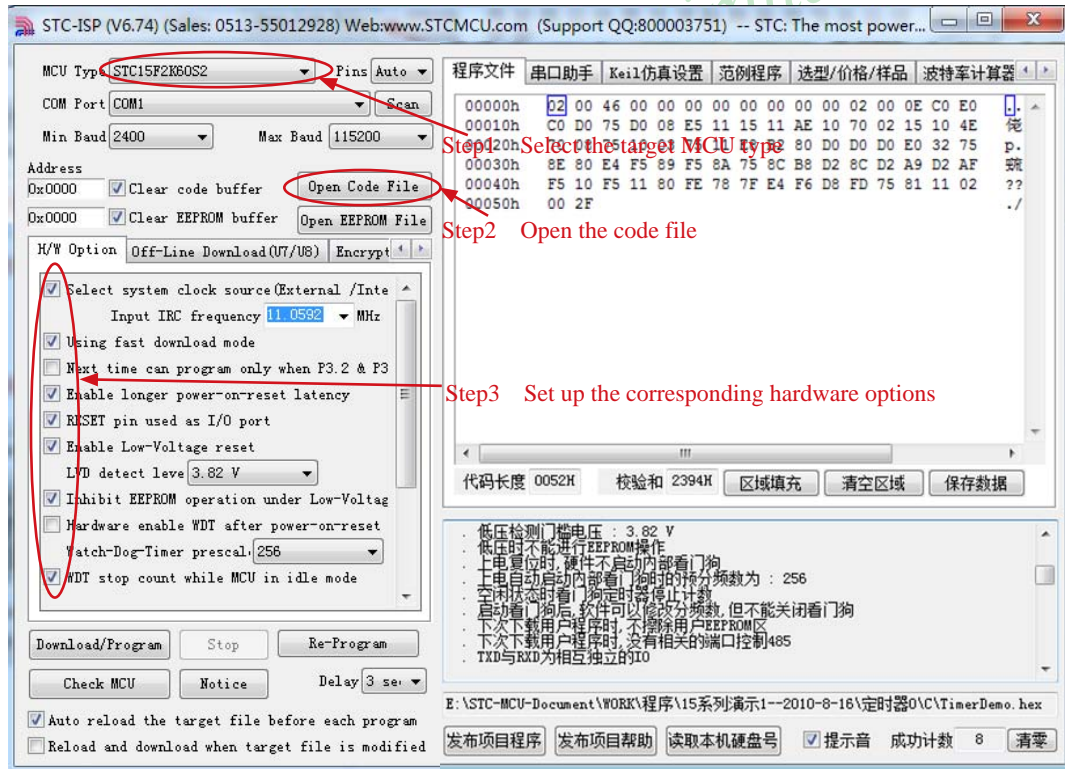 STC-ISP (V6.74) (Sales: 0513-55012928) Web:www.STCMCU.com (Support QQ:800003751) -- STC: The most power...
MCU Type STC15F2K60S2 Pins Auto
COM Port COM1 Scan
Min Baud 2400 Max Baud 115200
Address
0x0000 Clear code buffer Open Code File
0x0000 Clear EEPROM buffer Open EEPROM File
H/W Option Off-Line Download(U7/U8) Encrypt
Select system clock source(External /Inte
Input IRC frequency 11.0592 MHz
Using fast download mode
Next time can program only when P3.2 & P3
Enable longer power-on-reset latency
RESET pin used as I/O port
Enable Low-Voltage reset
LVD detect leve 3.82 V
Inhibit EEPROM operation under Low-Voltag
Hardware enable WDT after power-on-reset
Watch-Dog-Timer prescal 256
WDT stop count while MCU in idle mode
Download/Program Stop Re-Program
Check MCU Notice Delay 3 se
Auto reload the target file before each program
Reload and download when target file is modified
程序文件 串口助手 Keil仿真设置 范例程序 选型/价格/样品 波特率计算器
00000h 02 00 46 00 00 00 00 00 00 00 00 02 00 0E C0 E0 ..
00010h C0 D0 75 D0 08 E5 11 15 11 AE 10 70 02 15 10 4E
00020h 80 D0 D0 D0 E0 32 75 p.
Step1 Select the target MCU type
00030h 8E 80 E4 F5 89 F5 8A 75 8C B8 D2 8C D2 A9 D2 AF
00040h F5 10 F5 11 80 FE 78 7F E4 F6 D8 FD 75 81 11 02 ??
00050h 00 2F ./
Step2 Open the code file
Step3 Set up the corresponding hardware options
代码长度 0052H 校验和 2394H 区域填充 清空区域 保存数据
. 低压检测门槛电压 : 3.82 V
. 低压时不能进行EEPROM操作
. 上电复位时,硬件不启动内部看门狗
. 上电自动启动内部看门狗时的预分频数为 : 256
. 空闲状态时看门狗定时器停止计数
. 启动看门狗后,软件可以修改分频数,但不能关闭看门狗
. 下次下载用户程序时,不擦除用户EEPROM区
. 下次下载用户程序时,没有相关的端口控制485
. TXD与RXD为相互独立的IO
E:\STC-MCU-Document\WORK\程序\15系列演示1--2010-8-16\定时器0\C\TimerDemo.hex
发布项目程序 发布项目帮助 读取本机硬盘号 提示音 成功计数 8 清零